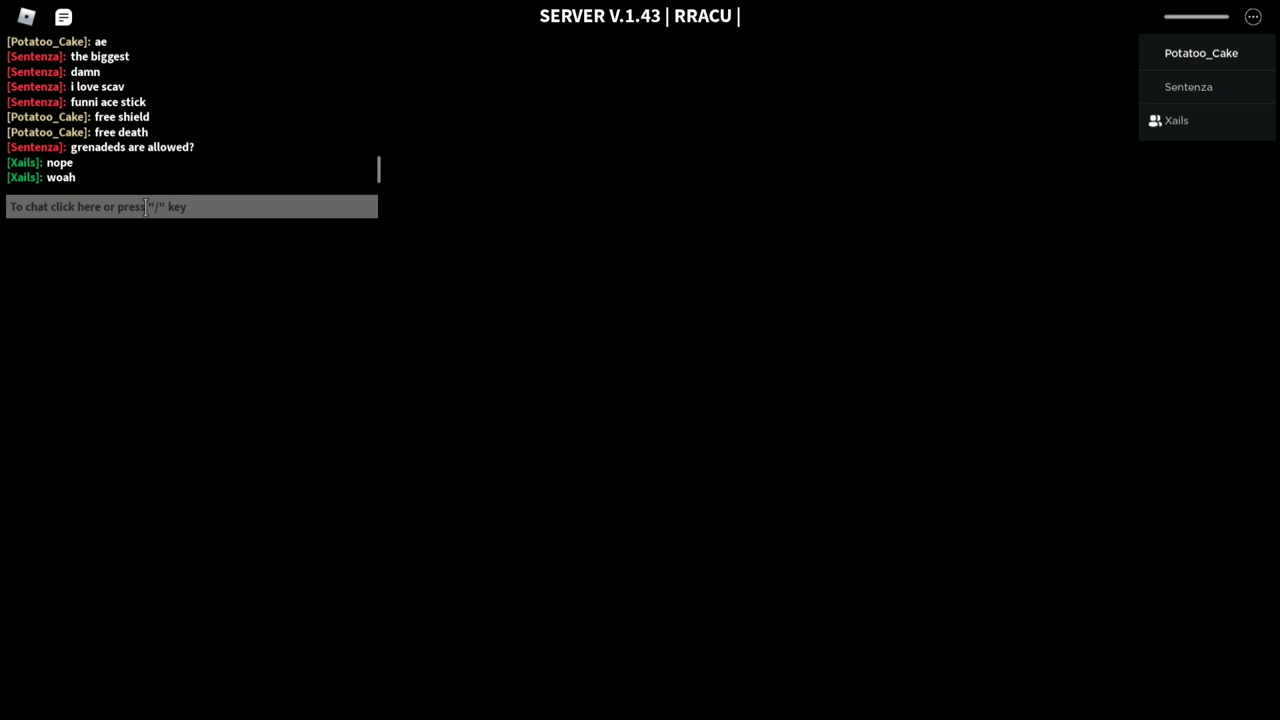 SERVER V.1.43 | RRACU |
[Potatoo_Cake]: ae
[Sentenza]: the biggest
[Sentenza]: damn
[Sentenza]: i love scav
[Sentenza]: funni ace stick
[Potatoo_Cake]: free shield
[Potatoo_Cake]: free death
[Sentenza]: grenadeds are allowed?
[Xails]: nope
[Xails]: woah
To chat click here or press "/" key
Potatoo_Cake
Sentenza
Xails